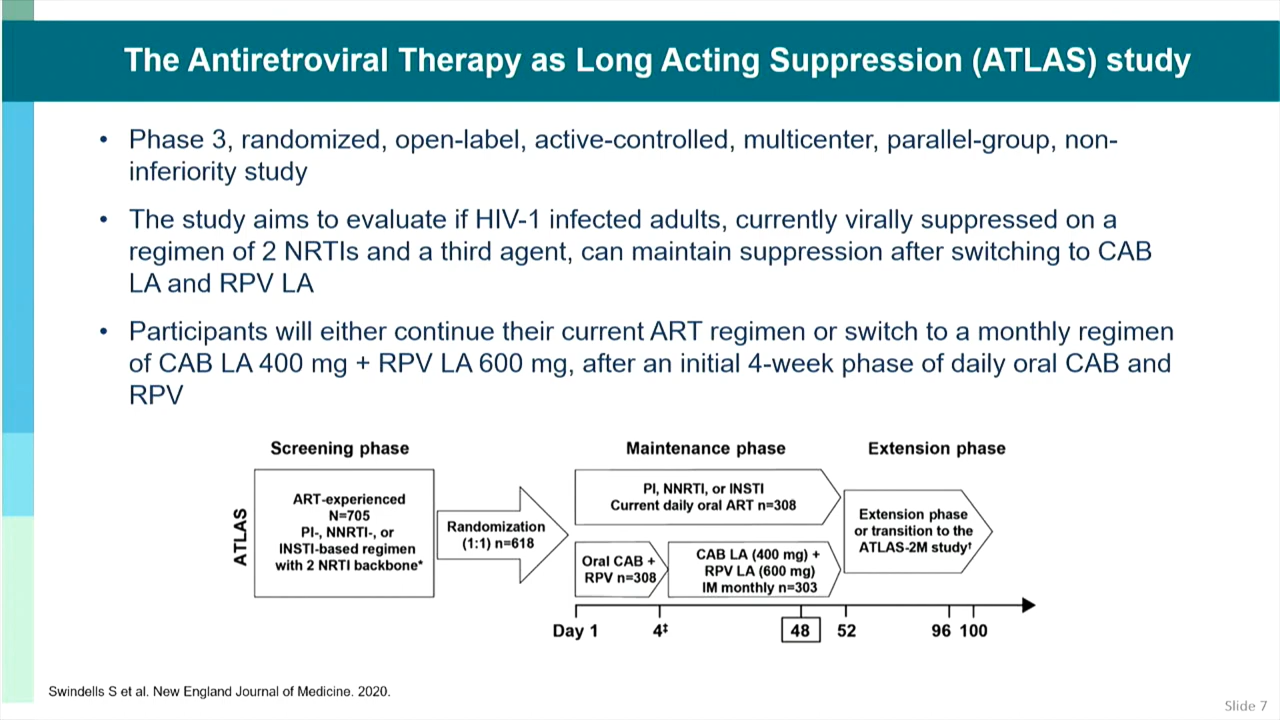 The Antiretroviral Therapy as Long Acting Suppression (ATLAS) study
• Phase 3, randomized, open-label, active-controlled, multicenter, parallel-group, non-
inferiority study
• The study aims to evaluate if HIV-1 infected adults, currently virally suppressed on a
regimen of 2 NRTIs and a third agent, can maintain suppression after switching to CAB
LA and RPV LA
• Participants will either continue their current ART regimen or switch to a monthly regimen
of CAB LA 400 mg + RPV LA 600 mg, after an initial 4-week phase of daily oral CAB and
RPV
Screening phase
Maintenance phase
Extension phase
ATLAS
ART-experienced
N=705
PI-, NNRTI-, or
INSTI-based regimen
with 2 NRTI backbone*
Randomization
(1:1) n=618
PI, NNRTI, or INSTI
Current daily oral ART n=308
Oral CAB +
RPV n=308
CAB LA (400 mg) +
RPV LA (600 mg)
IM monthly n=303
Extension phase
or transition to the
ATLAS-2M study†
Day 1 4‡ 48 52 96 100
Swindells S et al. New England Journal of Medicine. 2020.
Slide 7